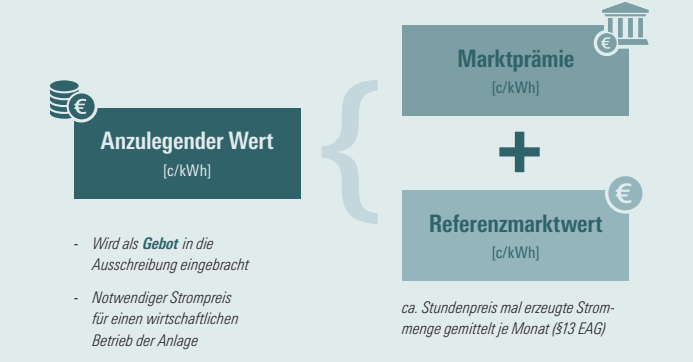 Anzulegender Wert
[c/kWh]
- Wird als Gebot in die
Ausschreibung eingebracht
- Notwendiger Strompreis
für einen wirtschaftlichen
Betrieb der Anlage
{
Marktprämie
[c/kWh]
+
Referenzmarktwert
[c/kWh]
ca. Stundenpreis mal erzeugte Strom-
menge gemittelt je Monat (§13 EAG)
€
€
€